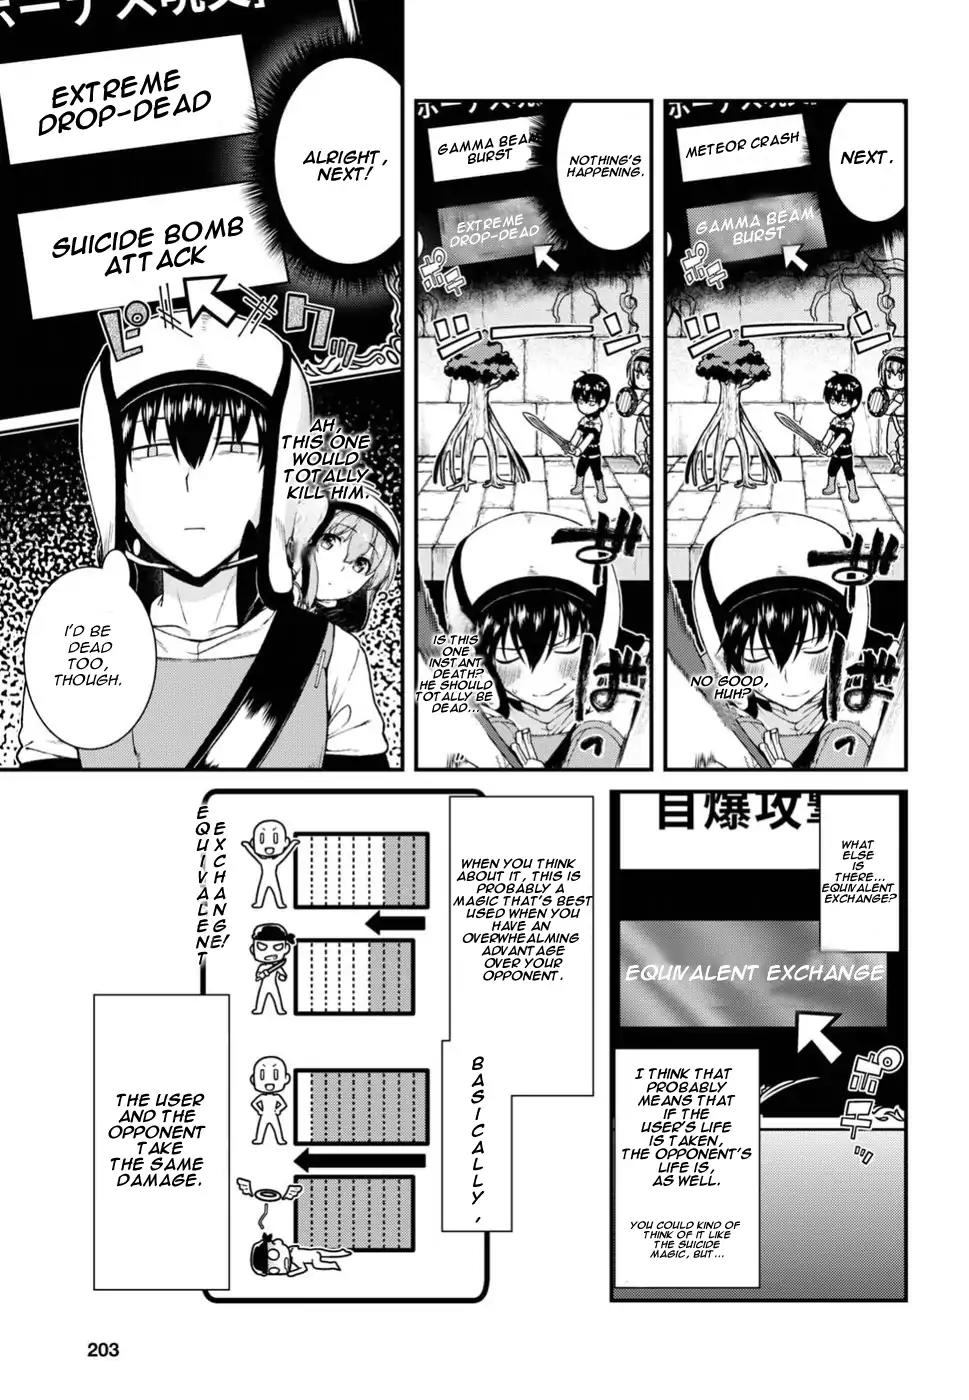 METEOR CRASH
NEXT.
GAMMA BEAM
BURST
NO GOOD,
HUH?
GAMMA BEAM
BURST
NOTHING'S
HAPPENING.
EXTREME
DROP-DEAD
IS THIS
ONE
INSTANT
DEATH?
HE SHOULD
TOTALLY BE
DEAD...
EXTREME
DROP-DEAD
ALRIGHT,
NEXT!
SUICIDE BOMB
ATTACK
AH,
THIS ONE
WOULD
TOTALLY
KILL HIM.
I'D BE
DEAD
TOO,
THOUGH.
WHAT
ELSE
IS
THERE...
EQUIVALENT
EXCHANGE?
EQUIVALENT EXCHANGE
I THINK THAT
PROBABLY
MEANS THAT
IF THE
USER'S LIFE
IS TAKEN,
THE OPPONENT'S
LIFE IS,
AS WELL.
YOU COULD KIND OF
THINK OF IT LIKE
THE SUICIDE
MAGIC, BUT...
WHEN YOU THINK
ABOUT IT, THIS IS
PROBABLY A
MAGIC THAT'S BEST
USED WHEN YOU
HAVE AN
OVERWHEALMING
ADVANTAGE
OVER YOUR
OPPONENT.
BASICALLY,
EQUIVALENT
EXCHANGE!
THE USER
AND THE
OPPONENT
TAKE
THE SAME
DAMAGE.
203